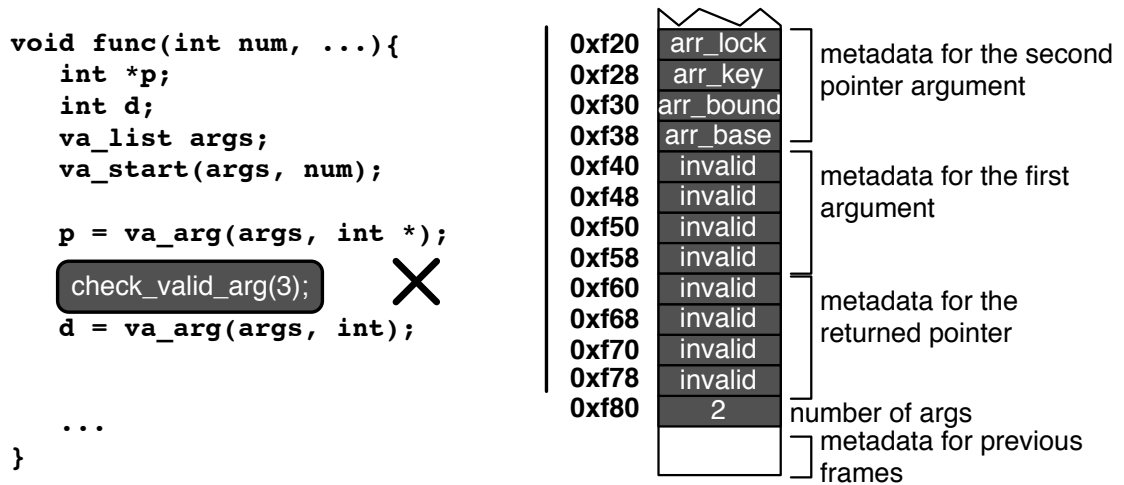 void func(int num, ...){
int *p;
int d;
va_list args;
va_start(args, num);
p = va_arg(args, int *);
check_valid_arg(3);
d = va_arg(args, int);
...
}
0xf20 arr_lock
0xf28 arr_key
0xf30 arr_bound
0xf38 arr_base
0xf40 invalid
0xf48 invalid
0xf50 invalid
0xf58 invalid
0xf60 invalid
0xf68 invalid
0xf70 invalid
0xf78 invalid
0xf80 2
metadata for the second
pointer argument
metadata for the first
argument
metadata for the
returned pointer
number of args
metadata for previous
frames